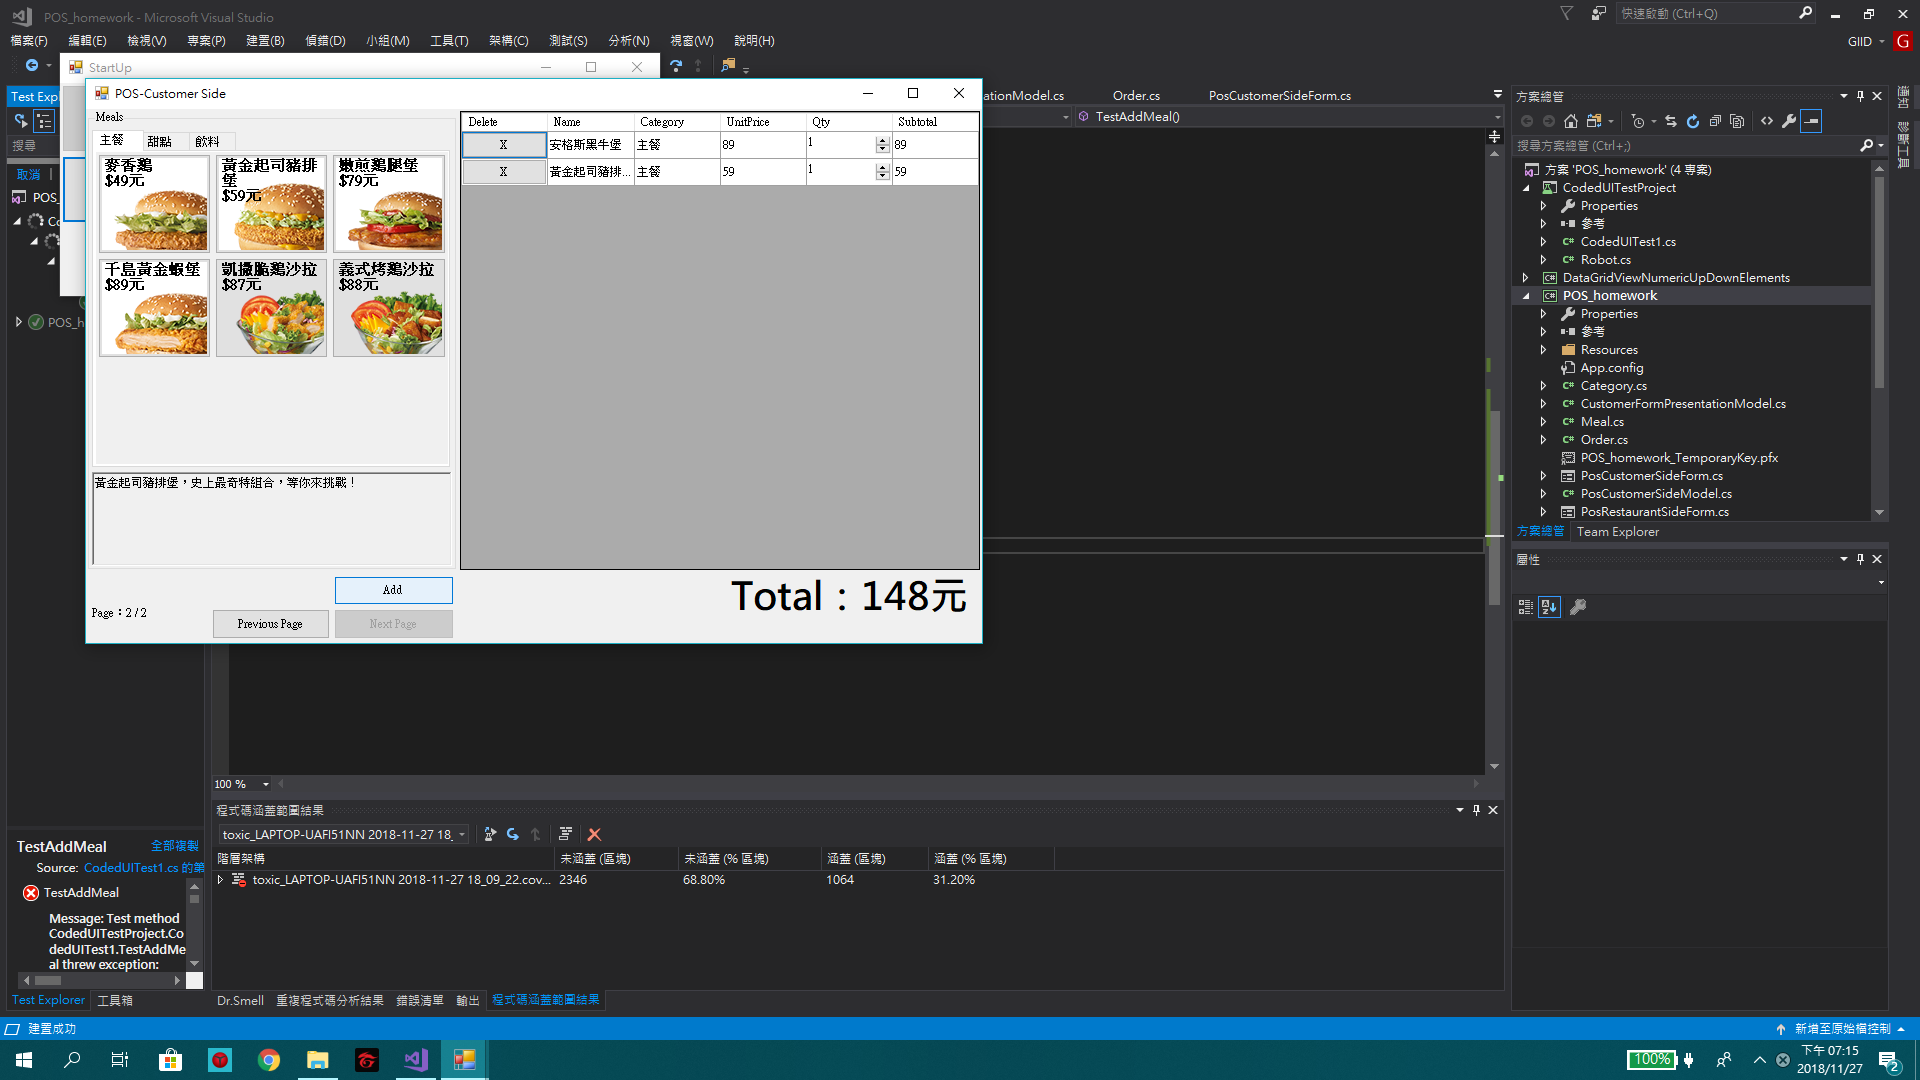 POS_homework - Microsoft Visual Studio
快速啟動 (Ctrl+Q)
檔案(F) 編輯(E) 檢視(V) 專案(P) 建置(B) 偵錯(D) 小組(M) 工具(T) 架構(C) 測試(S) 分析(N) 視窗(W) 說明(H)
GIID
G
StartUp
Test Exp
搜尋
取消
POS_
Co
POS_h
POS-Customer Side
Meals
主餐 甜點 飲料
麥香雞
$49元
黃金起司豬排堡
$59元
嫩煎雞腿堡
$79元
千島黃金蝦堡
$89元
凱撒脆雞沙拉
$87元
義式烤雞沙拉
$88元
黃金起司豬排堡，史上最奇特組合，等你來挑戰！
Add
Page：2 / 2
Previous Page
Next Page
Delete Name Category UnitPrice Qty Subtotal
X 安格斯黑牛堡 主餐 89 1 89
X 黃金起司豬排... 主餐 59 1 59
Total：148元
ationModel.cs Order.cs PosCustomerSideForm.cs
TestAddMeal()
方案總管
搜尋方案總管 (Ctrl+;)
方案 'POS_homework' (4 專案)
CodedUITestProject
Properties
參考
CodedUITest1.cs
Robot.cs
DataGridViewNumericUpDownElements
POS_homework
Properties
參考
Resources
App.config
Category.cs
CustomerFormPresentationModel.cs
Meal.cs
Order.cs
POS_homework_TemporaryKey.pfx
PosCustomerSideForm.cs
PosCustomerSideModel.cs
PosRestaurantSideForm.cs
方案總管 Team Explorer
屬性
通知
診斷工具
100 %
程式碼涵蓋範圍結果
toxic_LAPTOP-UAFI51NN 2018-11-27 18_
階層架構 未涵蓋 (區塊) 未涵蓋 (% 區塊) 涵蓋 (區塊) 涵蓋 (% 區塊)
toxic_LAPTOP-UAFI51NN 2018-11-27 18_09_22.cov... 2346 68.80% 1064 31.20%
TestAddMeal
全部複製
Source: CodedUITest1.cs 的第
TestAddMeal
Message: Test method
CodedUITestProject.Co
dedUITest1.TestAddMe
al threw exception:
Test Explorer 工具箱
Dr.Smell 重複程式碼分析結果 錯誤清單 輸出 程式碼涵蓋範圍結果
建置成功
新增至原始檔控制
100%
下午 07:15
2018/11/27
2